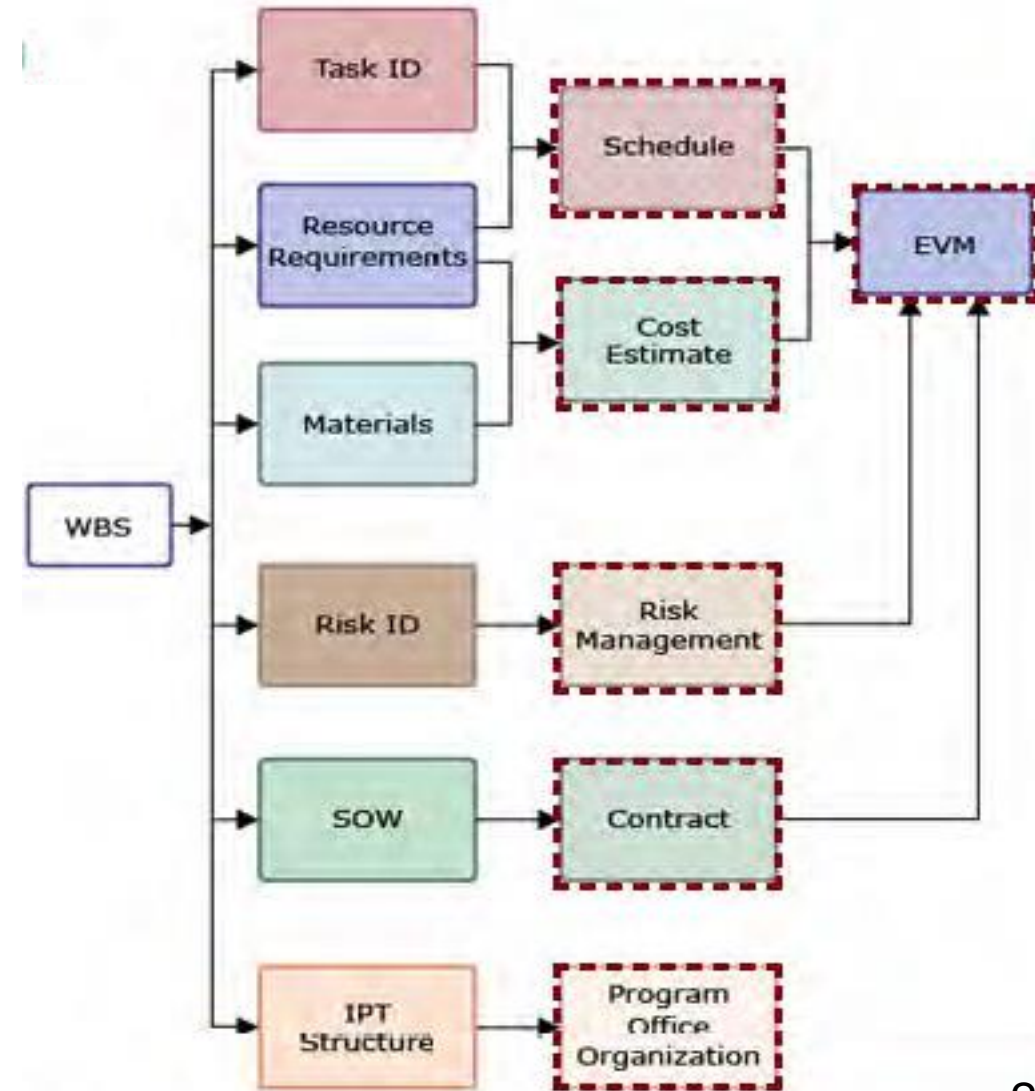 Task ID
Schedule
Resource
Requirements
EVM
Cost
Estimate
Materials
WBS
Risk ID
Risk
Management
SOW
Contract
IPT
Structure
Program
Office
Organization